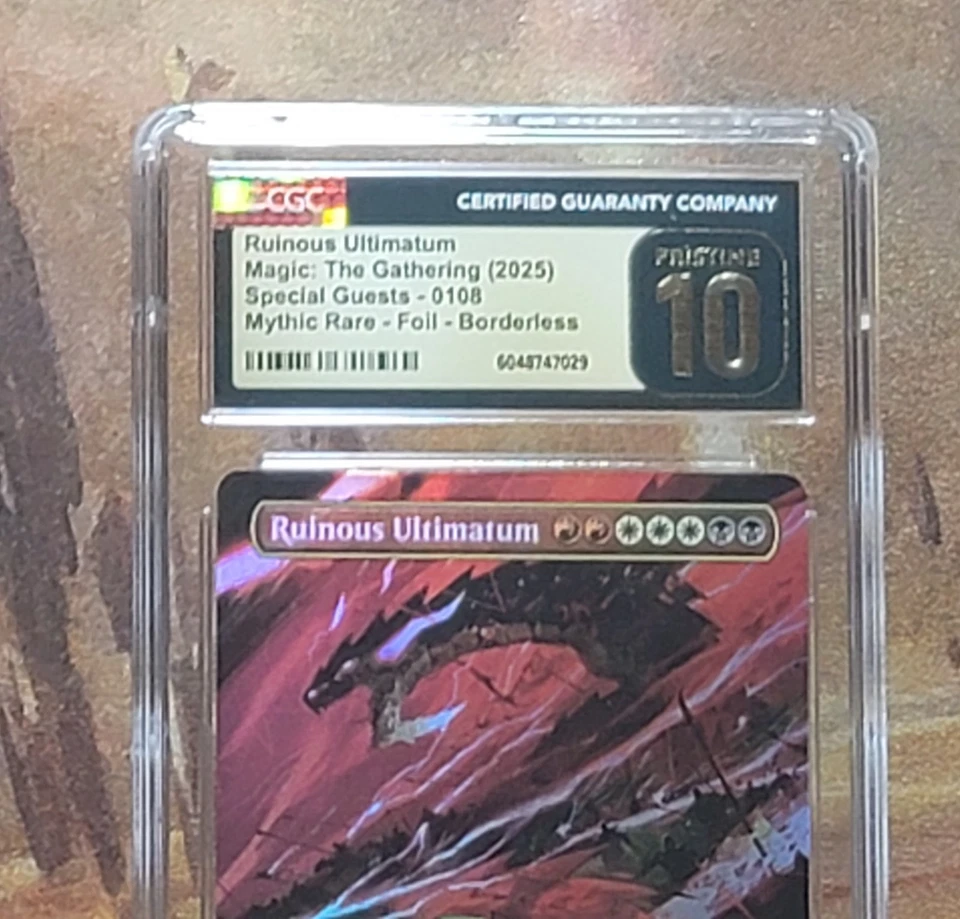 CGC
CERTIFIED GUARANTY COMPANY
Ruinous Ultimatum
Magic: The Gathering (2025)
Special Guests - 0108
Mythic Rare - Foil - Borderless
6048747029
PRISTINE
10
Ruinous Ultimatum